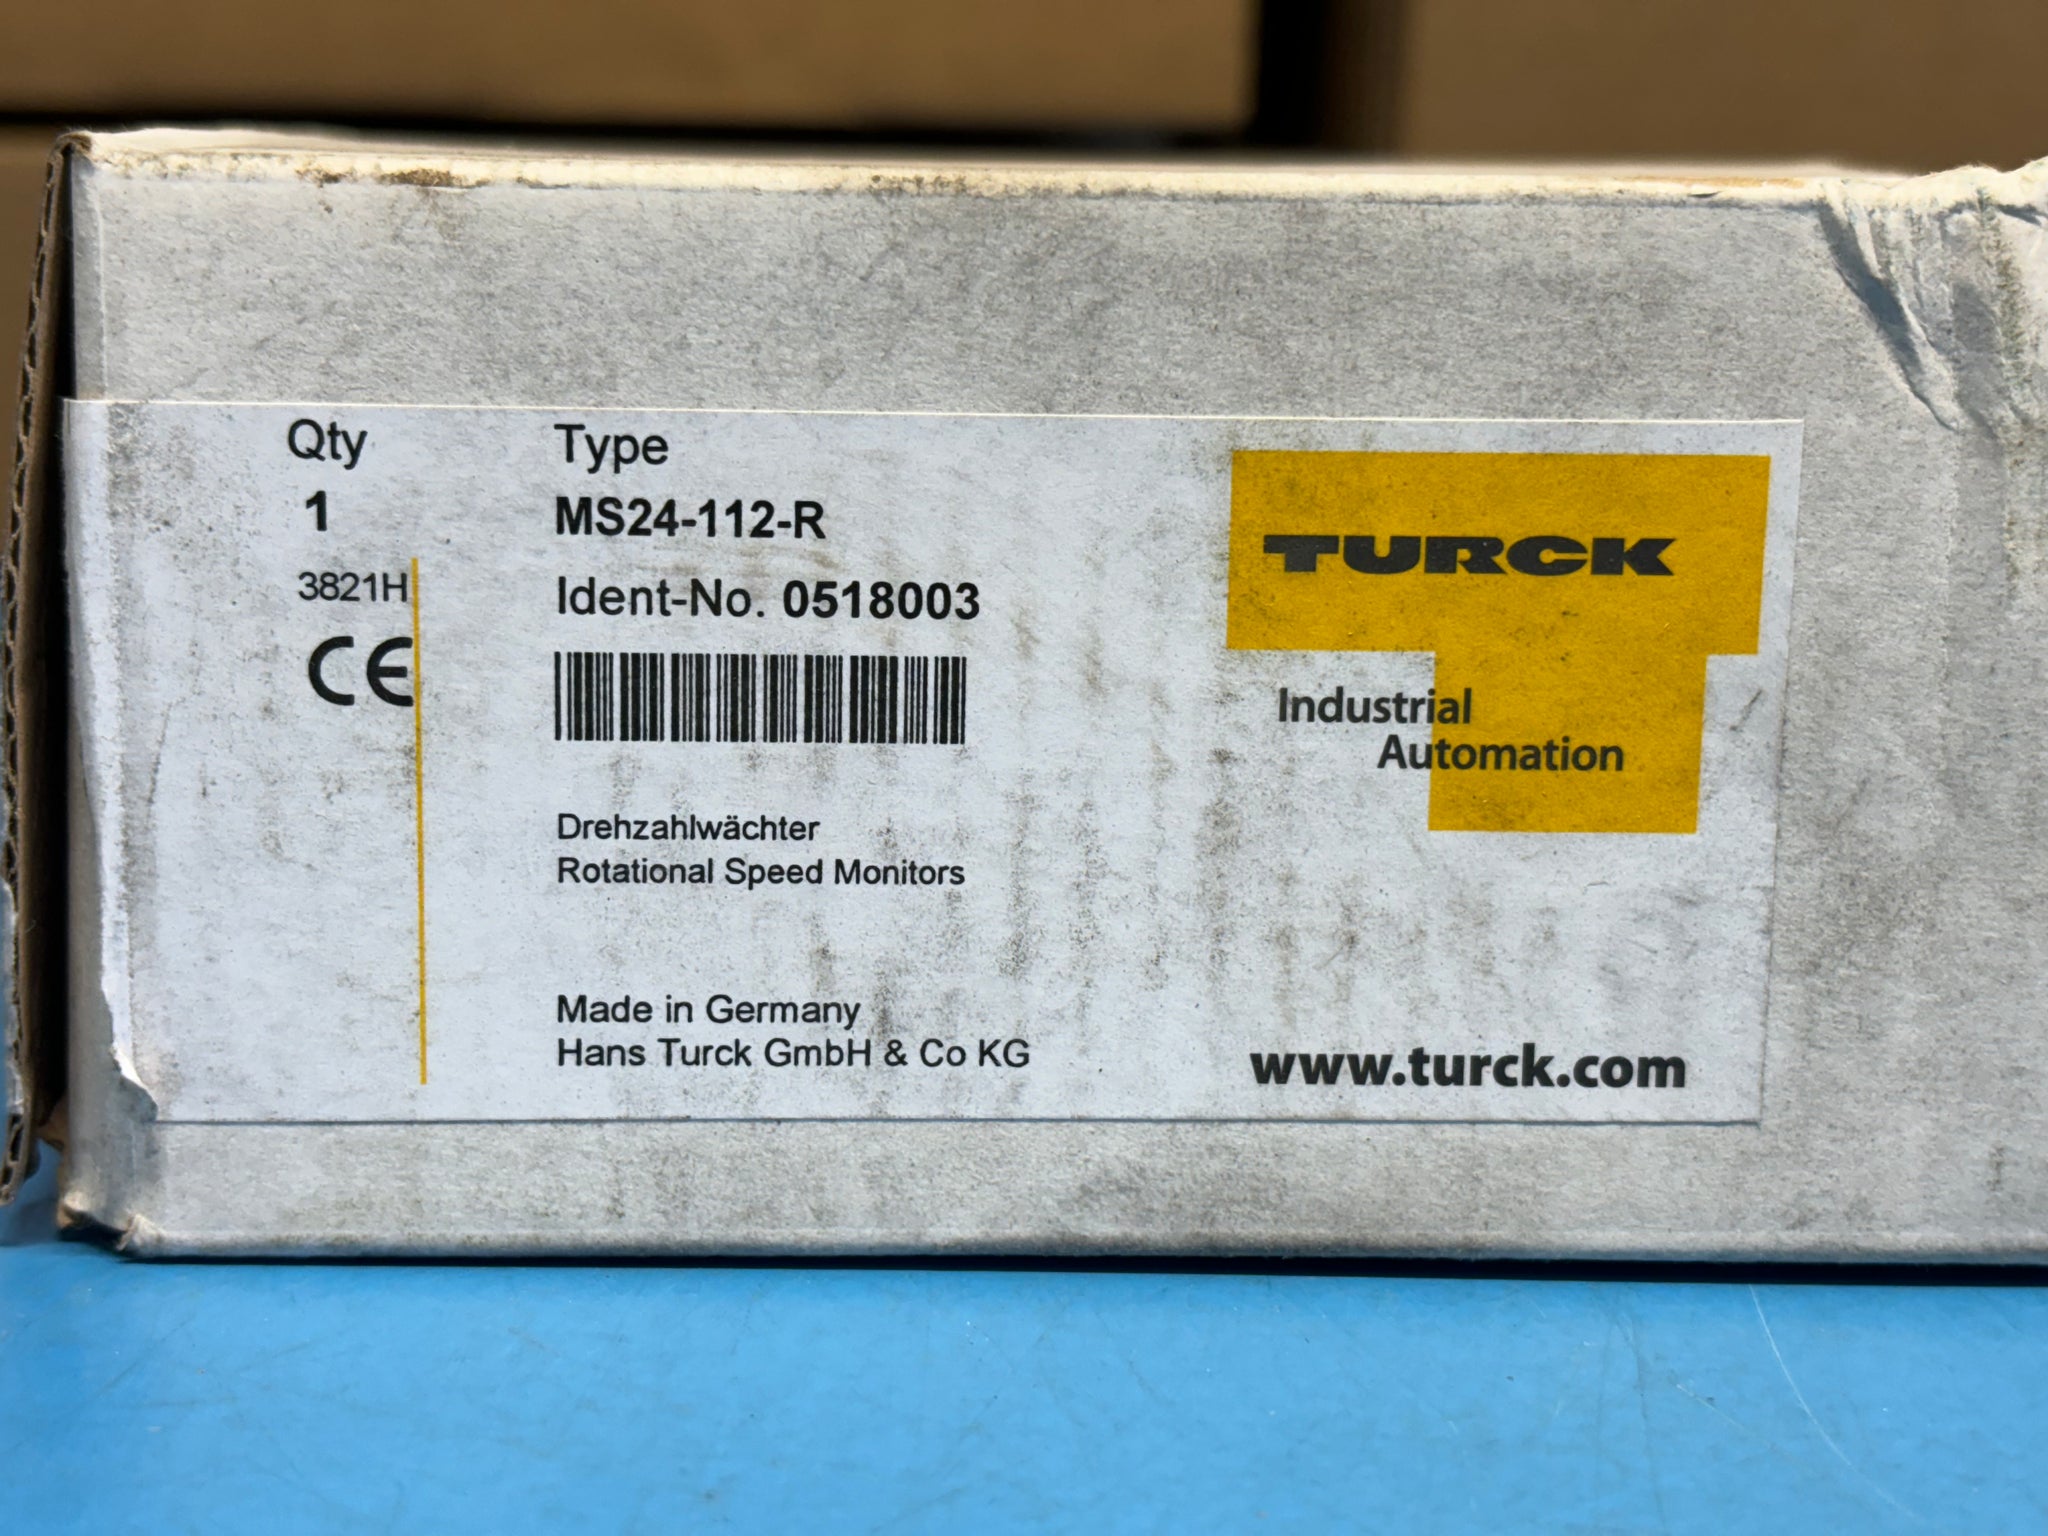 Qty
1
3821H
CE
Type
MS24-112-R
Ident-No. 0518003
Drehzahlwächter
Rotational Speed Monitors
Made in Germany
Hans Turck GmbH & Co KG
TURCK
Industrial
Automation
www.turck.com